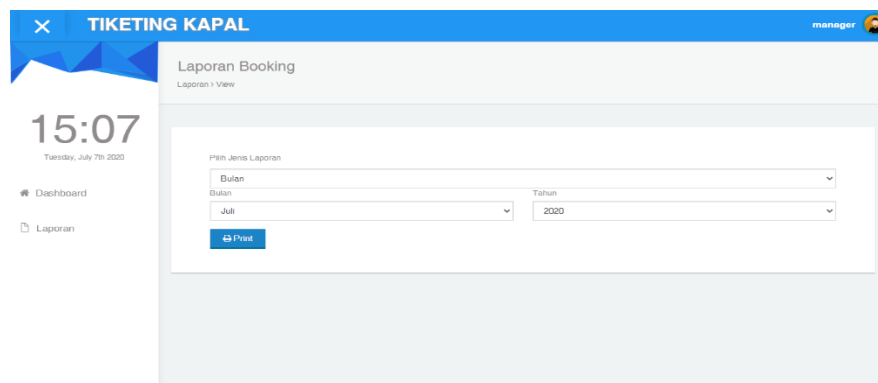 TIKETING KAPAL
manager
Laporan Booking
Laporan > View
15:07
Tuesday, July 7th 2020
Dashboard
Laporan
Pilih Jenis Laporan
Bulan
Bulan
Tahun
Juli
2020
Print